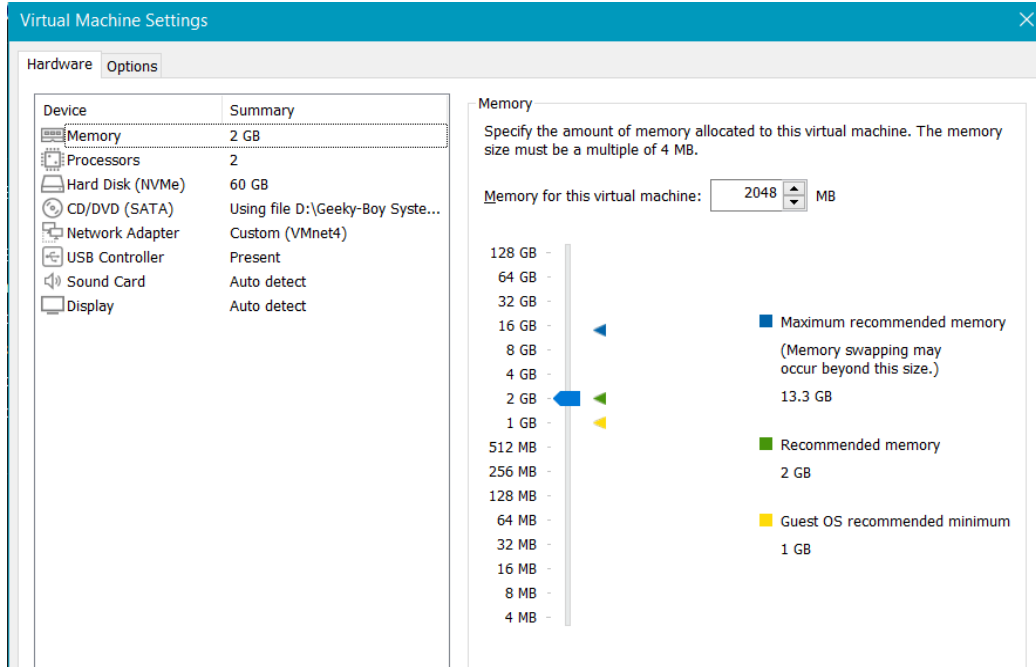 Virtual Machine Settings
Hardware Options
Device Summary
Memory 2 GB
Processors 2
Hard Disk (NVMe) 60 GB
CD/DVD (SATA) Using file D:\Geeky-Boy Syste...
Network Adapter Custom (VMnet4)
USB Controller Present
Sound Card Auto detect
Display Auto detect
Memory
Specify the amount of memory allocated to this virtual machine. The memory
size must be a multiple of 4 MB.
Memory for this virtual machine: 2048 MB
128 GB
64 GB
32 GB
16 GB
8 GB
4 GB
2 GB
1 GB
512 MB
256 MB
128 MB
64 MB
32 MB
16 MB
8 MB
4 MB
Maximum recommended memory
(Memory swapping may
occur beyond this size.)
13.3 GB
Recommended memory
2 GB
Guest OS recommended minimum
1 GB